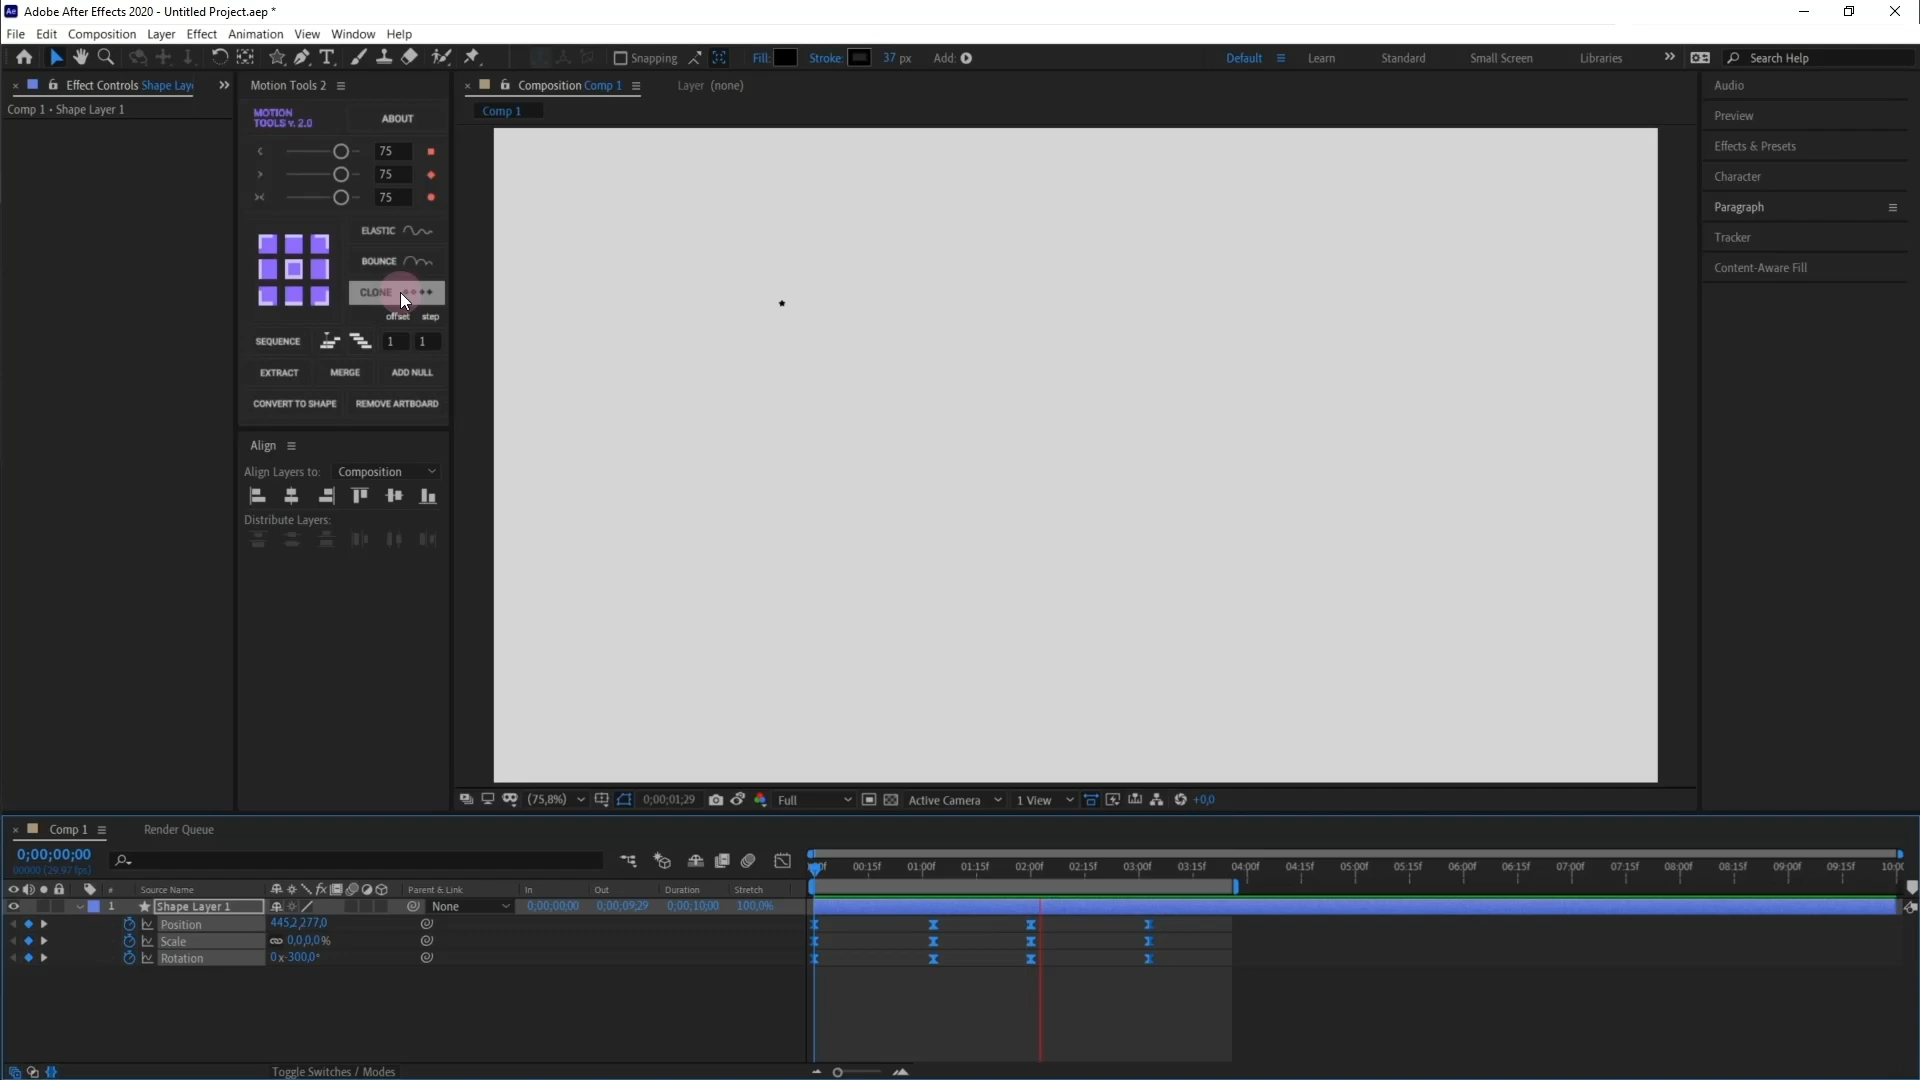 Adobe After Effects 2020 - Untitled Project.aep *
File Edit Composition Layer Effect Animation View Window Help
Snapping Fill: Stroke: 37 px Add: Default Learn Standard Small Screen Libraries Search Help
Effect Controls Shape Lay
Comp 1 • Shape Layer 1
Motion Tools 2
MOTION
TOOLS v. 2.0
ABOUT
75
75
75
ELASTIC
BOUNCE
CLONE
offset step
SEQUENCE 1 1
EXTRACT MERGE ADD NULL
CONVERT TO SHAPE REMOVE ARTBOARD
Align
Align Layers to: Composition
Distribute Layers:
Composition Comp 1 Layer (none)
Comp 1
(75,8%) 0;00;01;29 Full Active Camera 1 View +0,0
Audio
Preview
Effects & Presets
Character
Paragraph
Tracker
Content-Aware Fill
Comp 1 Render Queue
0;00;00;00
00000 (29.97 fps)
# Source Name Parent & Link In Out Duration Stretch
1 Shape Layer 1 None 0;00;00;00 0;00;09;29 0;00;10;00 100,0%
Position 445,2,277,0
Scale 0,0,0,0%
Rotation 0x-300,0°
00:15f 01:00f 01:15f 02:00f 02:15f 03:00f 03:15f 04:00f 04:15f 05:00f 05:15f 06:00f 06:15f 07:00f 07:15f 08:00f 08:15f 09:00f 09:15f
Toggle Switches / Modes